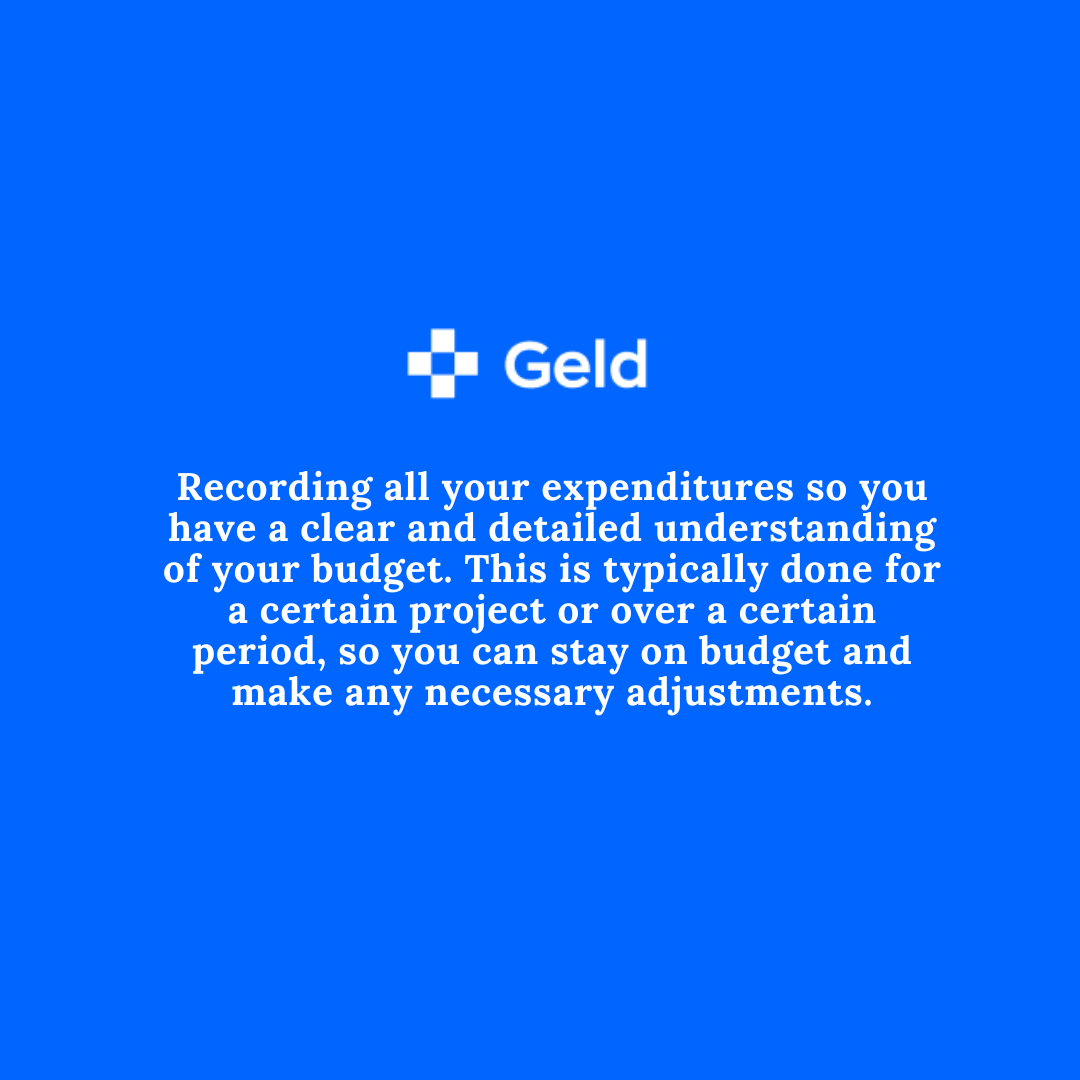 Geld
Recording all your expenditures so you
have a clear and detailed understanding
of your budget. This is typically done for
a certain project or over a certain
period, so you can stay on budget and
make any necessary adjustments.